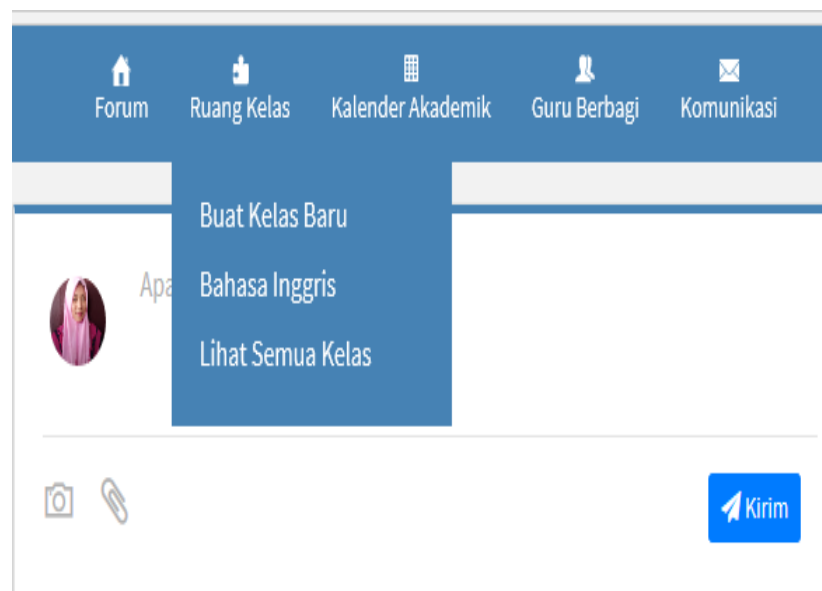 Forum Ruang Kelas Kalender Akademik Guru Berbagi Komunikasi
Buat Kelas Baru
Apa
Bahasa Inggris
Lihat Semua Kelas
Kirim